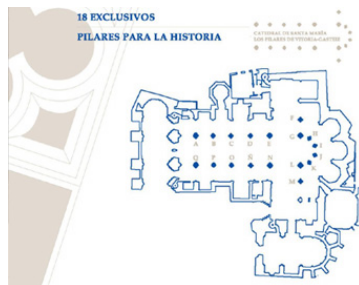 18 EXCLUSIVOS
PILARES PARA LA HISTORIA
CATEDRAL DE SANTA MARÍA
LOS PILARES DE VITORIA-GASTEIZ
F
G H
A B C D E
I
J
Q P O Ñ N L K
M